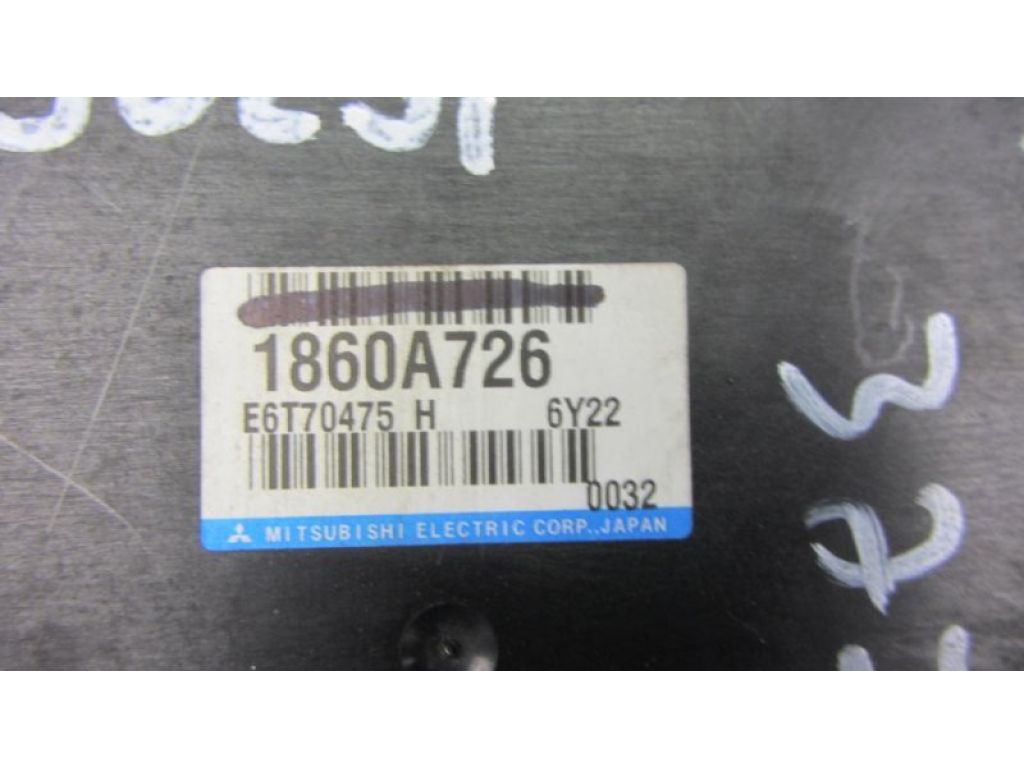 1860A726
E6T70475 H 6Y22
0032
MITSUBISHI ELECTRIC CORP., JAPAN